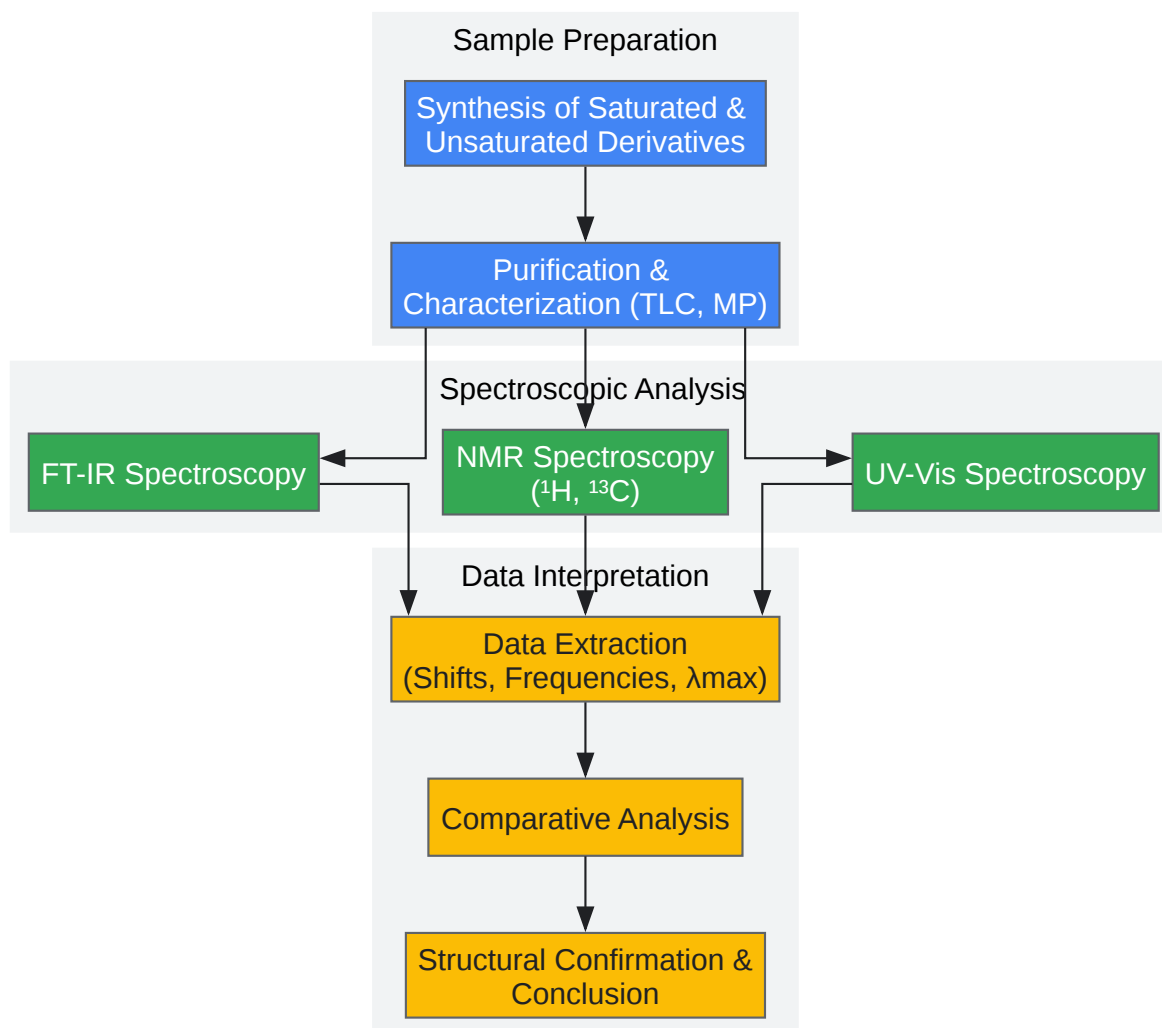 Sample Preparation
Synthesis of Saturated &
Unsaturated Derivatives
Purification &
Characterization (TLC, MP)
Spectroscopic Analysis
FT-IR Spectroscopy
NMR Spectroscopy
(¹H, ¹³C)
UV-Vis Spectroscopy
Data Interpretation
Data Extraction
(Shifts, Frequencies, λmax)
Comparative Analysis
Structural Confirmation &
Conclusion